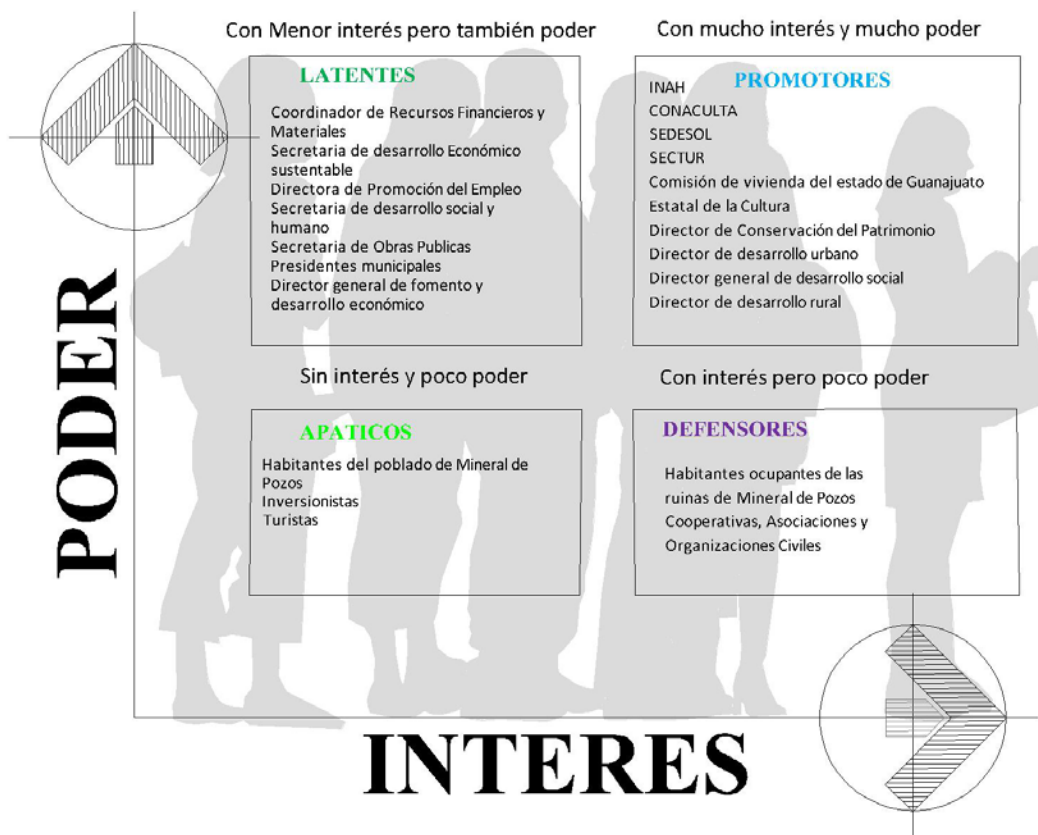 Con Menor interés pero también poder
LATENTES
Coordinador de Recursos Financieros y
Materiales
Secretaria de desarrollo Económico
sustentable
Directora de Promoción del Empleo
Secretaria de desarrollo social y
humano
Secretaria de Obras Publicas
Presidentes municipales
Director general de fomento y
desarrollo económico
Con mucho interés y mucho poder
PROMOTORES
INAH
CONACULTA
SEDESOL
SECTUR
Comisión de vivienda del estado de Guanajuato
Estatal de la Cultura
Director de Conservación del Patrimonio
Director de desarrollo urbano
Director general de desarrollo social
Director de desarrollo rural
PODER
Sin interés y poco poder
APATICOS
Habitantes del poblado de Mineral de
Pozos
Inversionistas
Turistas
Con interés pero poco poder
DEFENSORES
Habitantes ocupantes de las
ruinas de Mineral de Pozos
Cooperativas, Asociaciones y
Organizaciones Civiles
INTERES